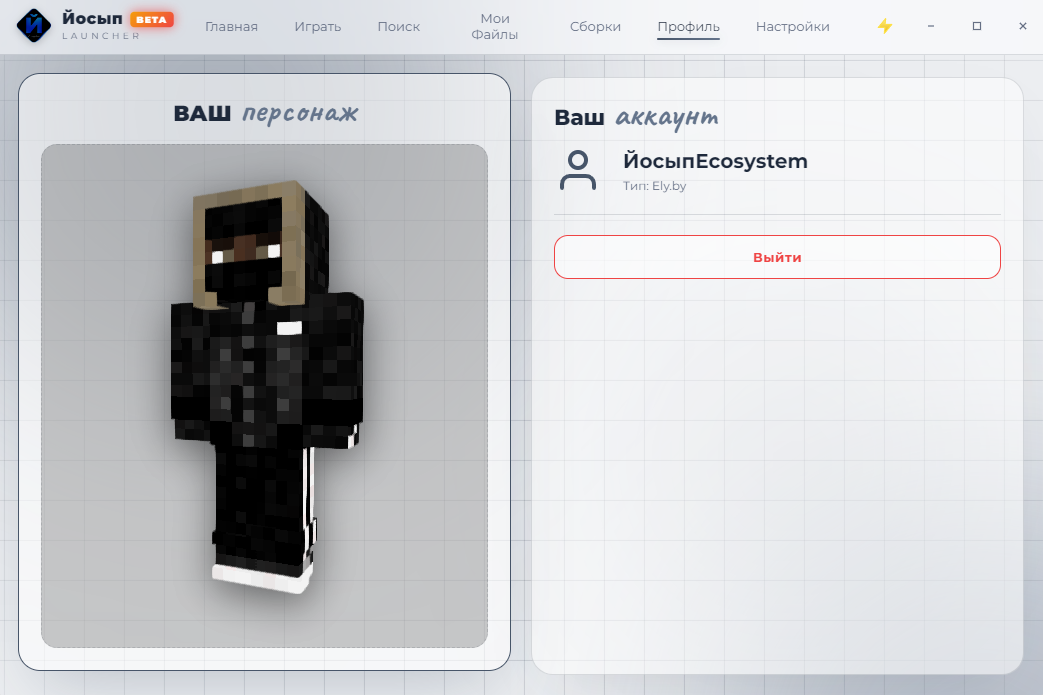 Йосып BETA
LAUNCHER
Главная
Играть
Поиск
Мои
Файлы
Сборки
Профиль
Настройки
ВАШ персонаж
Ваш аккаунт
ЙосыпEcosystem
Тип: Ely.by
Выйти